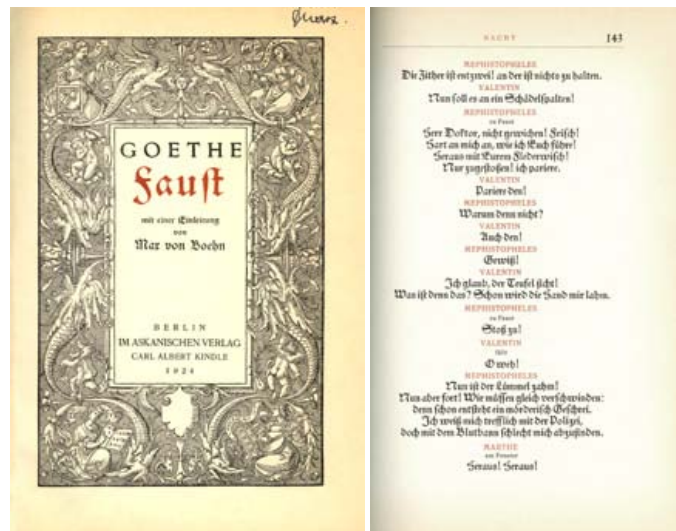 GOETHE
Faust
mit einer Einleitung
von
Max von Boehn
BERLIN
IM ASKANISCHEN VERLAG
CARL ALBERT KINDLE
1924
NACHT 143
MEPHISTOPHELES
Die Zither ist entzwei! an der ist nichts zu halten.
VALENTIN
Nun soll es an ein Schädelspalten!
MEPHISTOPHELES
zu Faust
Herr Doktor, nicht gewichen! Frisch!
Hart an mich an, wie ich Euch führe!
Heraus mit Eurem Flederwisch!
Nur zugestoßen! ich pariere.
VALENTIN
Pariere den!
MEPHISTOPHELES
Warum denn nicht?
VALENTIN
Auch den!
MEPHISTOPHELES
Gewiß!
VALENTIN
Ich glaub, der Teufel ficht!
Was ist denn das? Schon wird die Hand mir lahm.
MEPHISTOPHELES
zu Faust
Stoß zu!
VALENTIN
fällt
O weh!
MEPHISTOPHELES
Nun ist der Lümmel zahm!
Nun aber fort! Wir müssen gleich verschwinden:
denn schon entsteht ein mörderisch Geschrei.
Ich weiß mich trefflich mit der Polizei,
doch mit dem Blutbann schlecht mich abzufinden.
MARTHE
am Fenster
Heraus! Heraus!